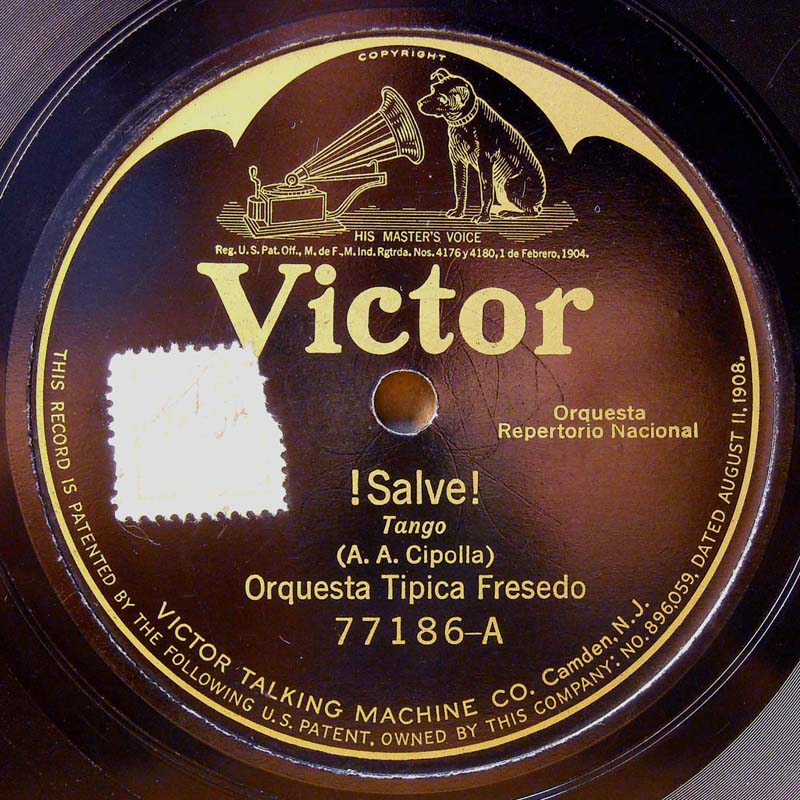 COPYRIGHT
HIS MASTER'S VOICE
Reg. U.S. Pat. Off., M. de F., M. Ind. Rgtrda. Nos. 4176 y 4180, 1 de Febrero, 1904.
Victor
Orquesta
Repertorio Nacional
!Salve!
Tango
(A. A. Cipolla)
Orquesta Tipica Fresedo
77186-A
VICTOR TALKING MACHINE CO. Camden, N.J.
THIS RECORD IS PATENTED BY THE FOLLOWING U.S. PATENT, OWNED BY THIS COMPANY: NO. 896,059, DATED AUGUST 11, 1908.